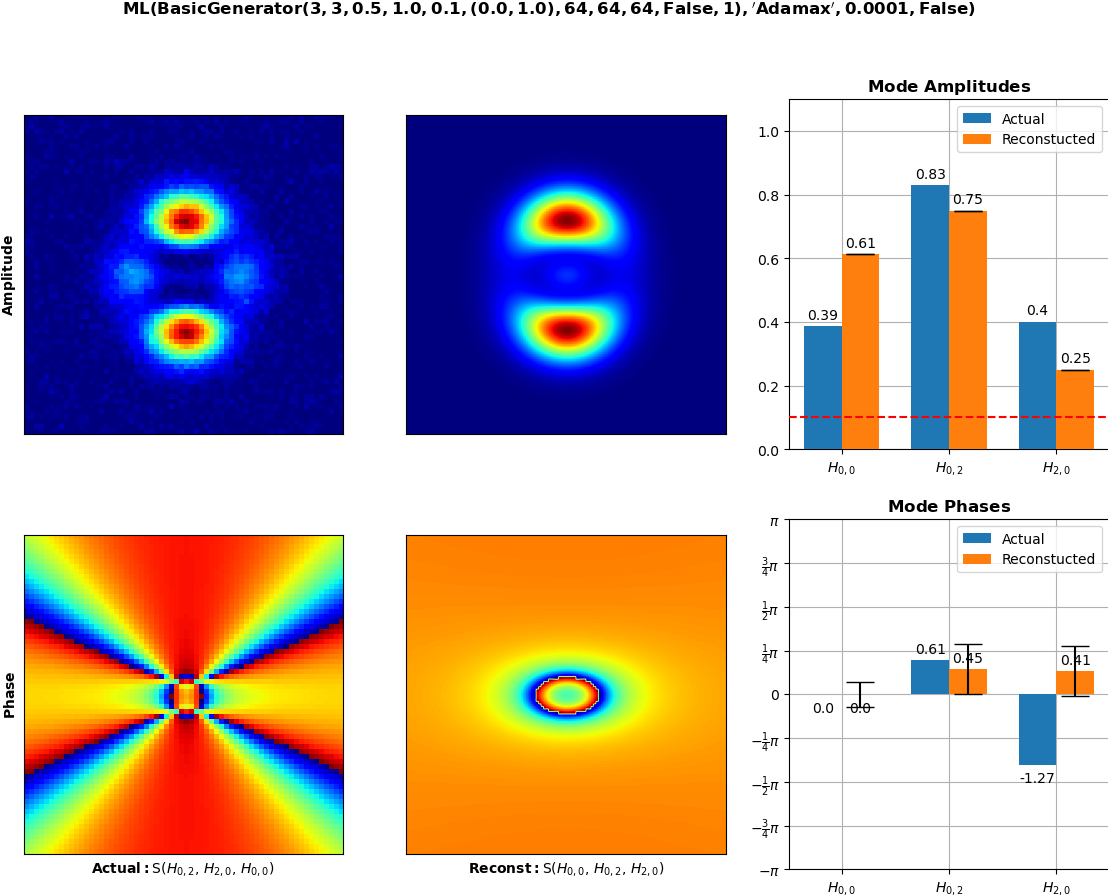 ML(BasicGenerator(3, 3, 0.5, 1.0, 0.1, (0.0, 1.0), 64, 64, 64, False, 1), ′Adamax′, 0.0001, False)
Amplitude
Mode Amplitudes
Actual
Reconstucted
1.0
0.8
0.6
0.4
0.2
0.0
0.39
0.61
0.83
0.75
0.4
0.25
H0,0
H0,2
H2,0
Phase
Actual: S(H0,2, H2,0, H0,0)
Reconst: S(H0,0, H0,2, H2,0)
Mode Phases
Actual
Reconstucted
π
3/4π
1/2π
1/4π
0
−1/4π
−1/2π
−3/4π
−π
0.0
0.0
0.61
0.45
-1.27
0.41
H0,0
H0,2
H2,0